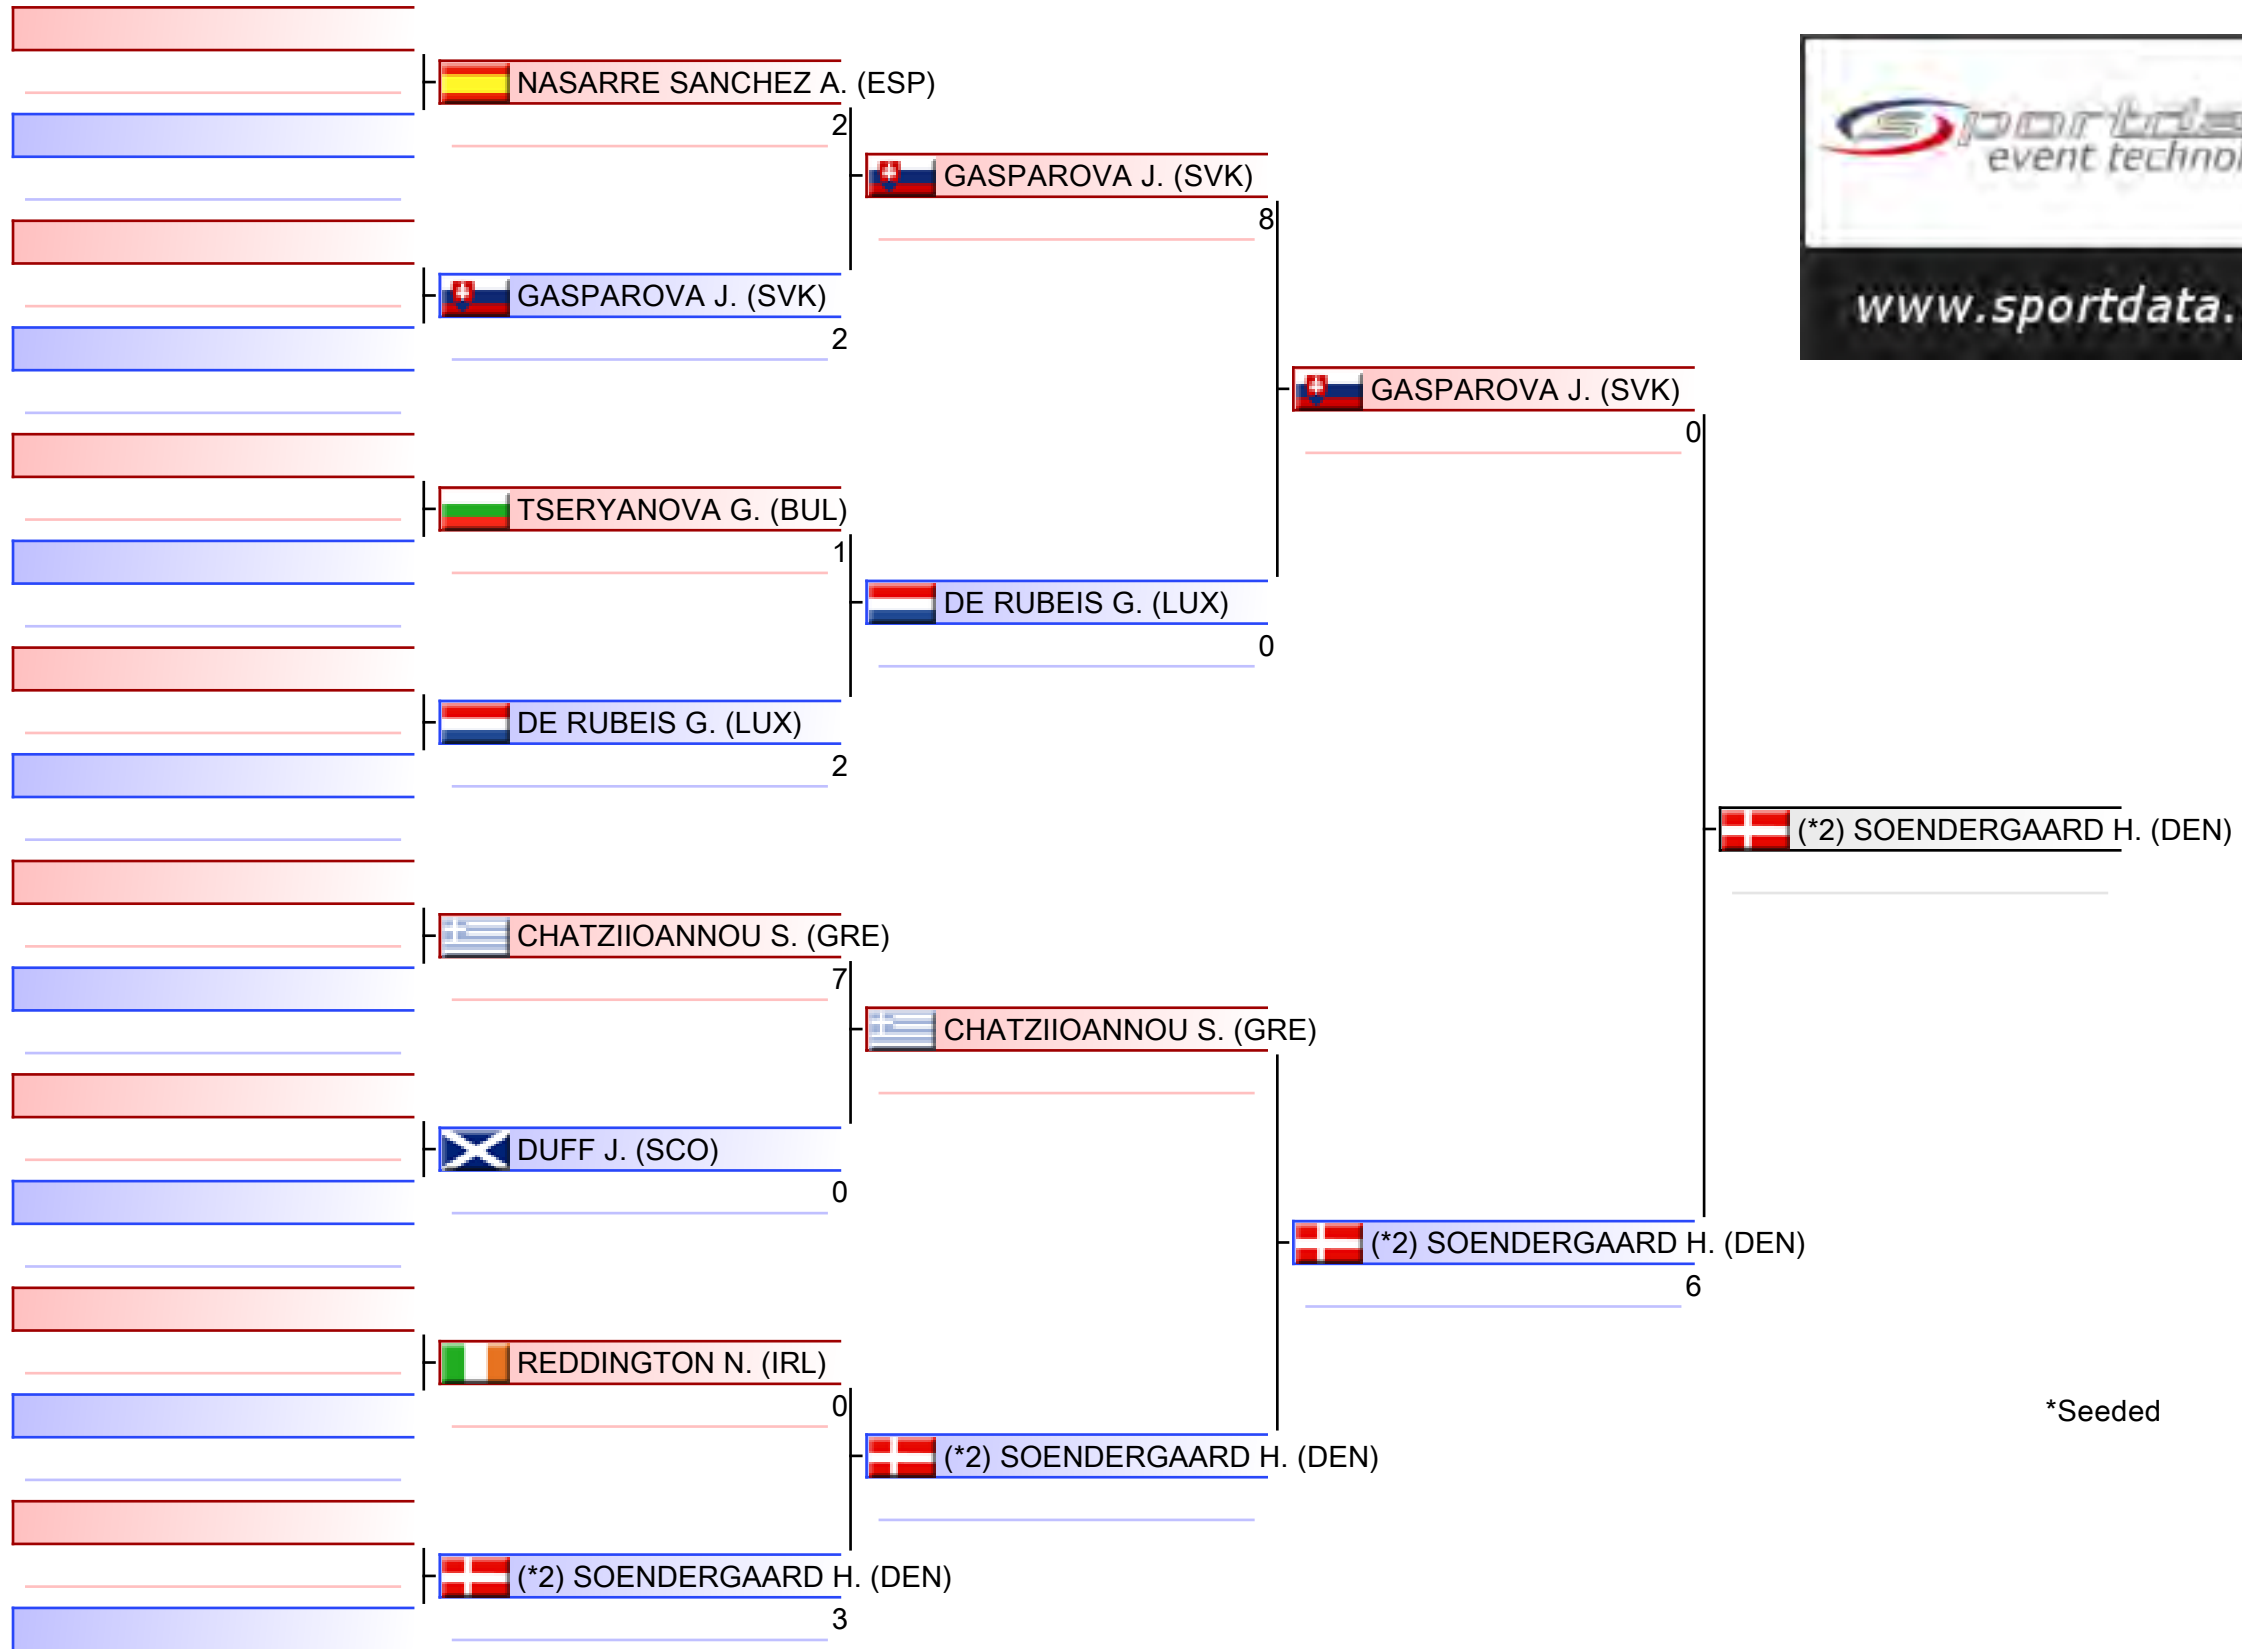 NASARRE SANCHEZ A. (ESP)
2
GASPAROVA J. (SVK)
8
GASPAROVA J. (SVK)
2
GASPAROVA J. (SVK)
0
TSERYANOVA G. (BUL)
1
DE RUBEIS G. (LUX)
0
DE RUBEIS G. (LUX)
2
(*2) SOENDERGAARD H. (DEN)
CHATZIIOANNOU S. (GRE)
7
CHATZIIOANNOU S. (GRE)
DUFF J. (SCO)
0
(*2) SOENDERGAARD H. (DEN)
6
REDDINGTON N. (IRL)
0
(*2) SOENDERGAARD H. (DEN)
(*2) SOENDERGAARD H. (DEN)
3
*Seeded
sportda
event technol
www.sportdata.